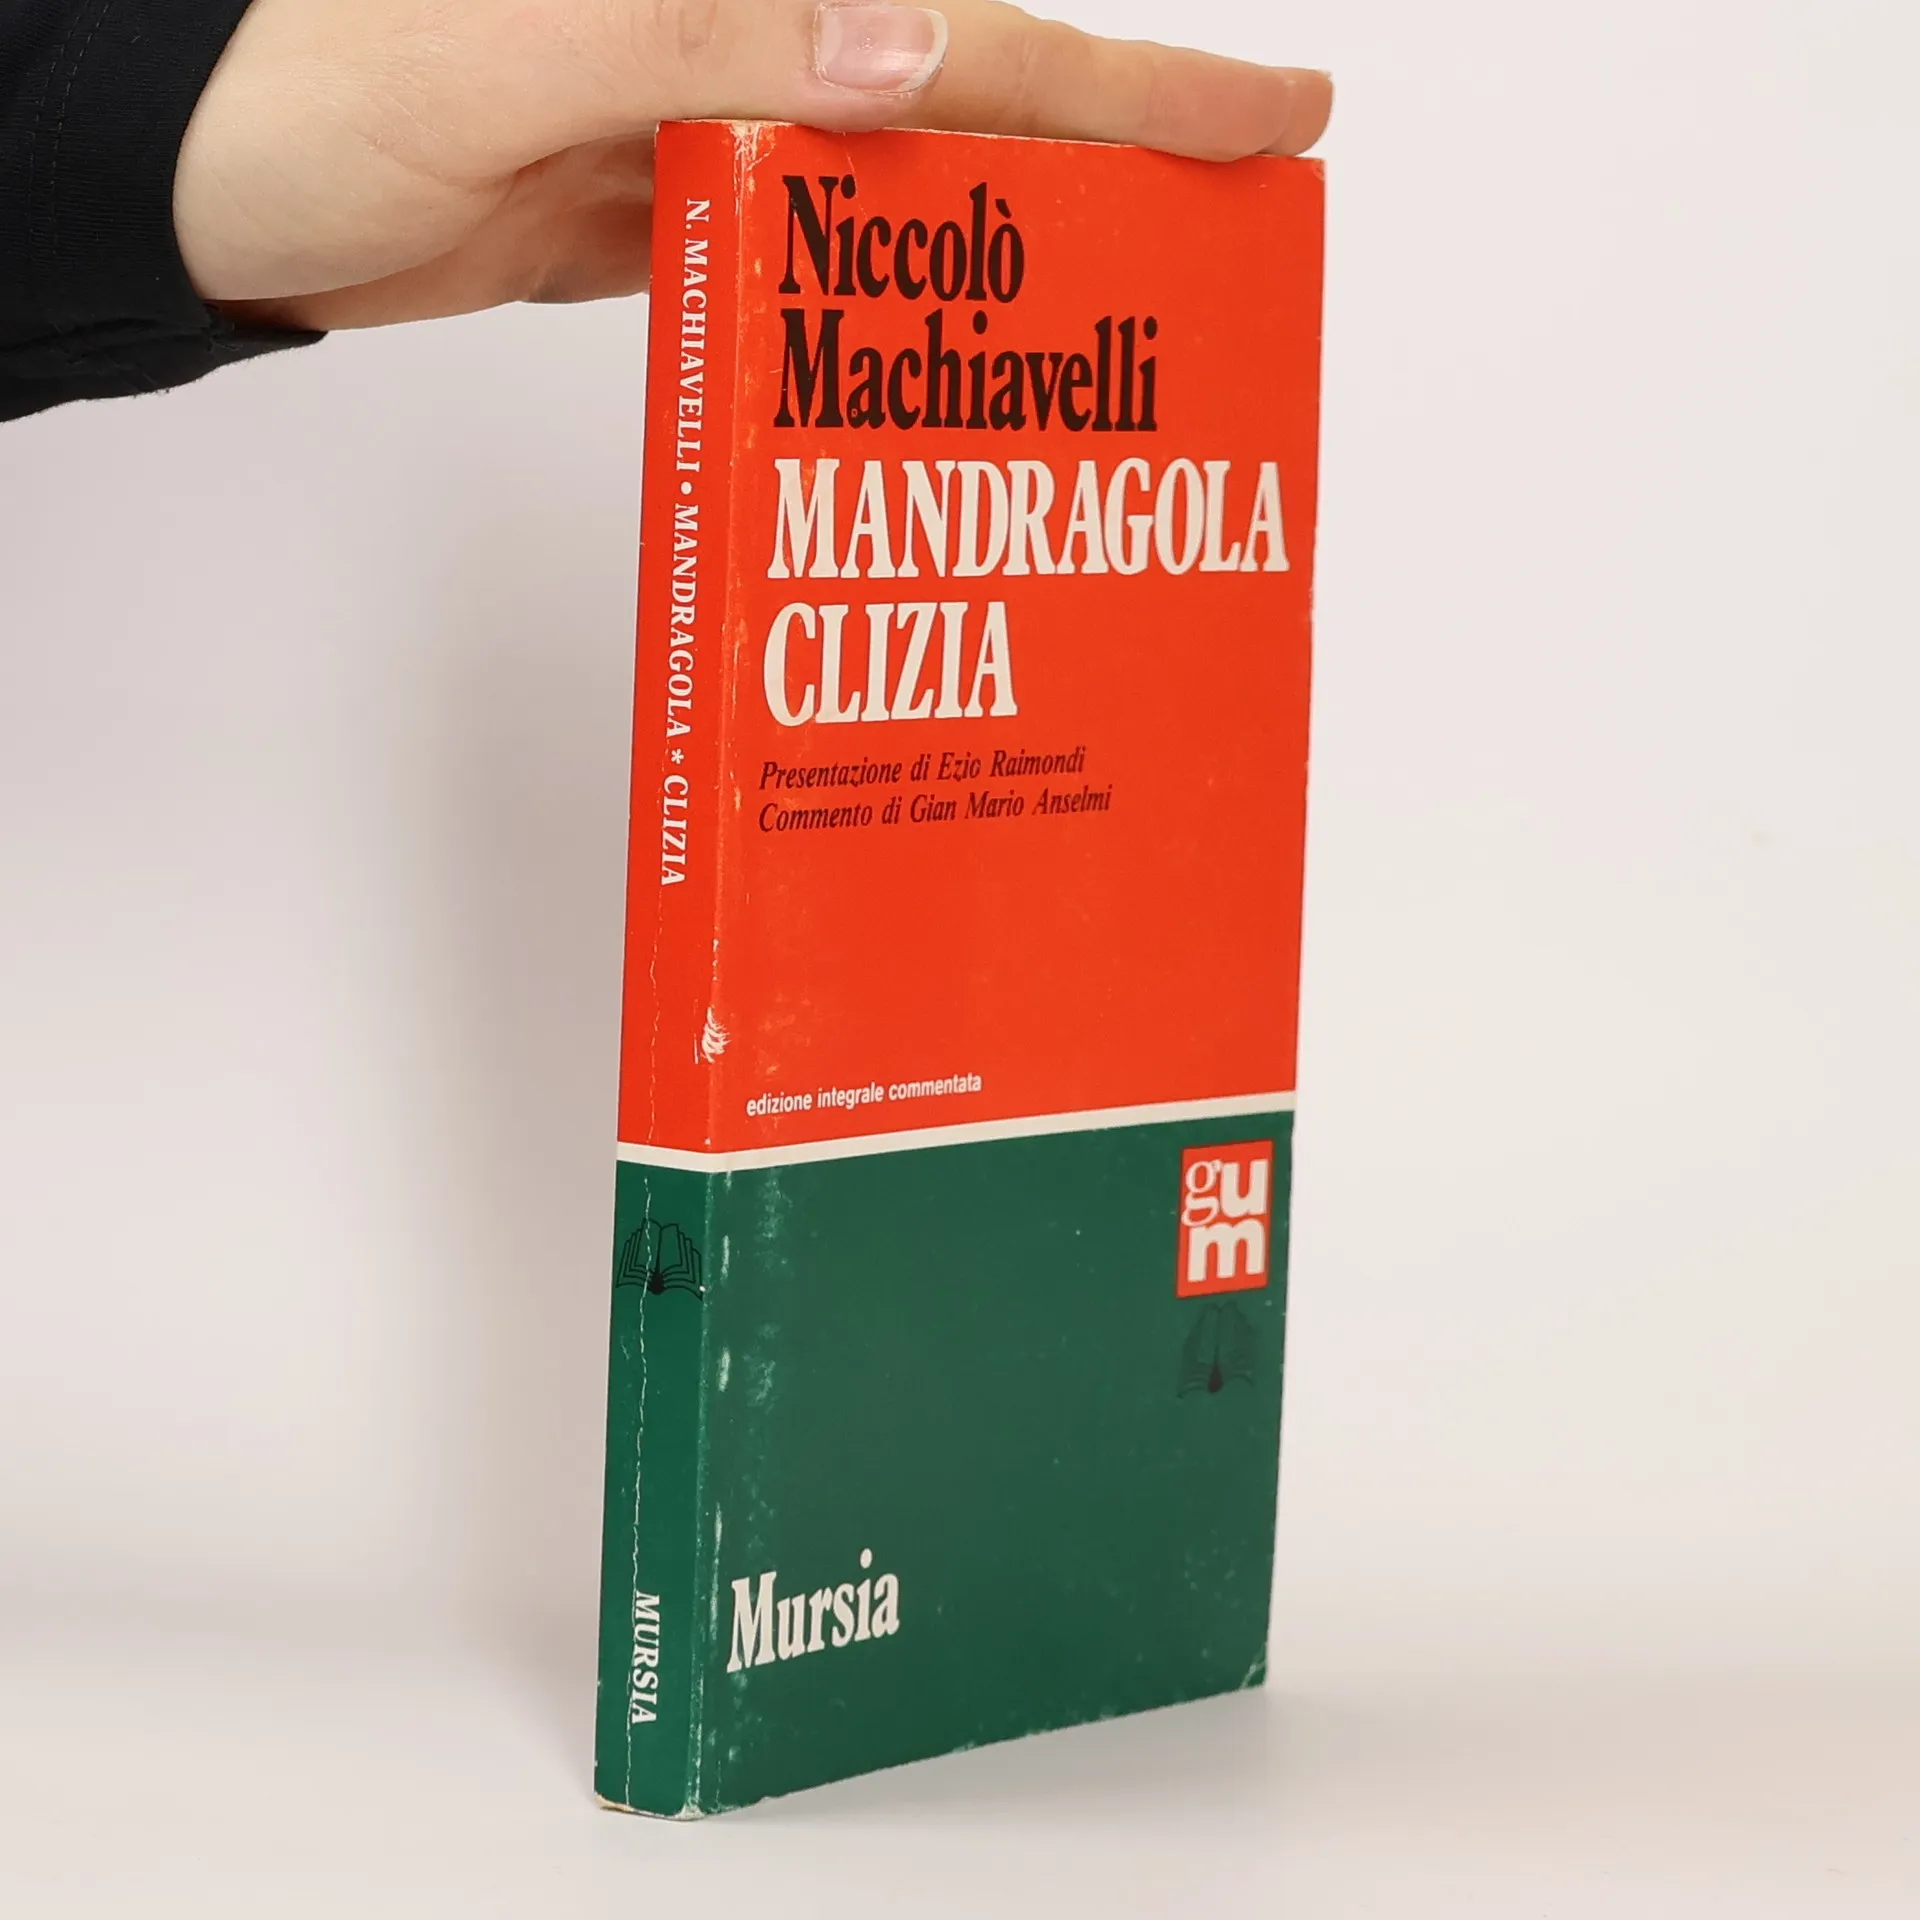 N. MACHIAVELLI • MANDRAGOLA * CLIZIA
MURSIA
Niccolò
Machiavelli
MANDRAGOLA
CLIZIA
Presentazione di Ezio Raimondi
Commento di Gian Mario Anselmi
edizione integrale commentata
gu
m
Mursia